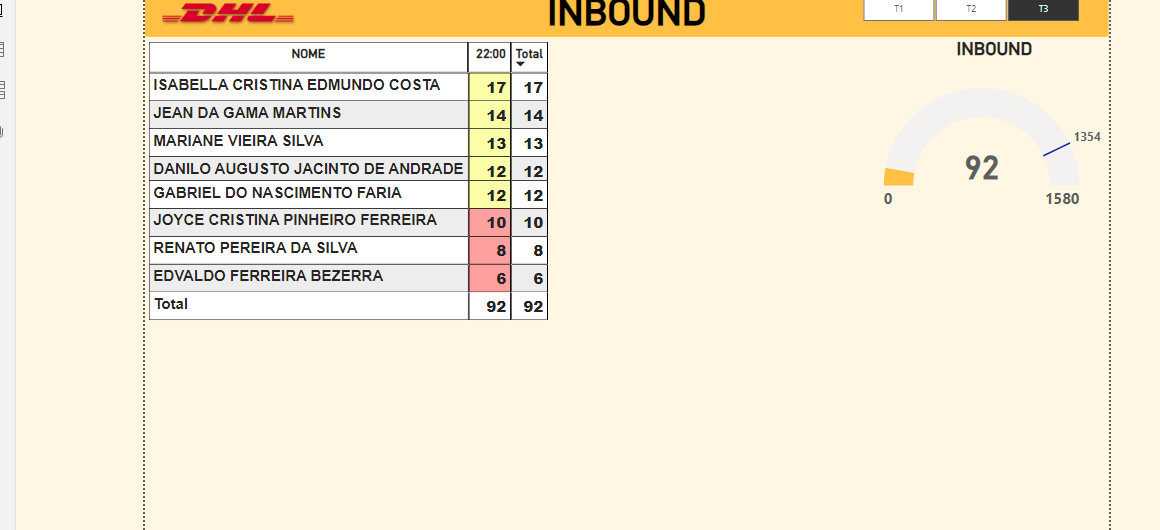 DHL
INBOUND
T1 T2 T3
NOME 22:00 Total
ISABELLA CRISTINA EDMUNDO COSTA 17 17
JEAN DA GAMA MARTINS 14 14
MARIANE VIEIRA SILVA 13 13
DANILO AUGUSTO JACINTO DE ANDRADE 12 12
GABRIEL DO NASCIMENTO FARIA 12 12
JOYCE CRISTINA PINHEIRO FERREIRA 10 10
RENATO PEREIRA DA SILVA 8 8
EDVALDO FERREIRA BEZERRA 6 6
Total 92 92
INBOUND
1354
92
0 1580